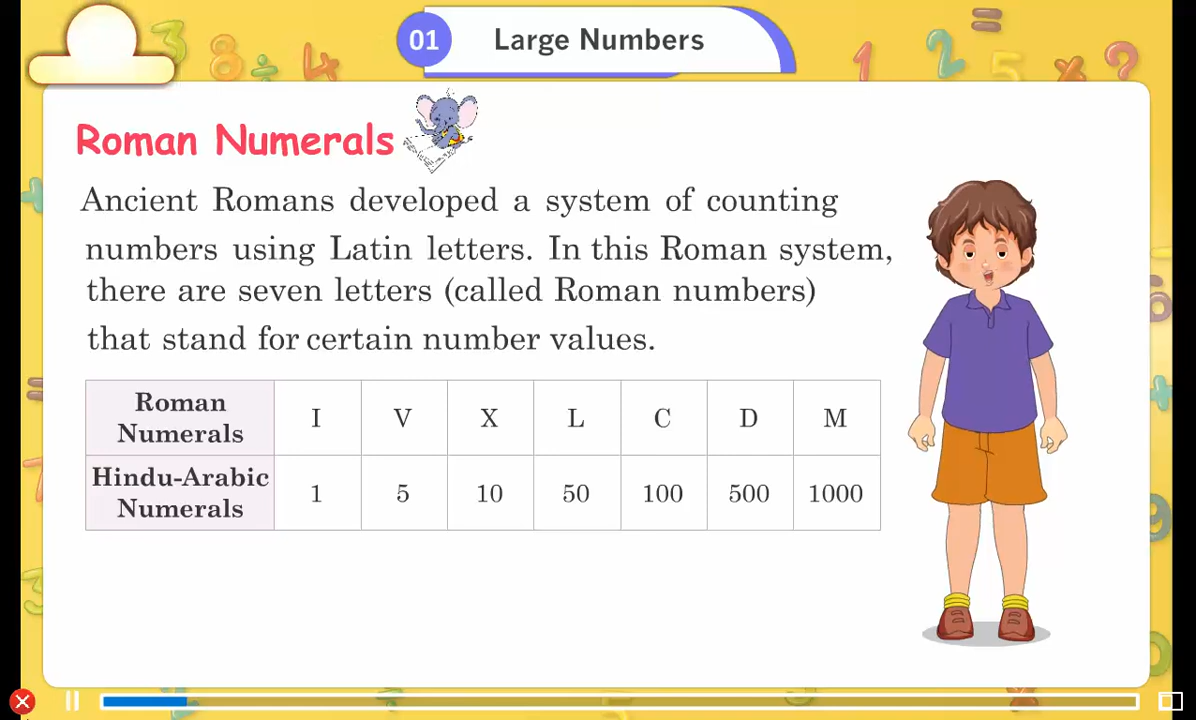 01 Large Numbers
Roman Numerals
Ancient Romans developed a system of counting
numbers using Latin letters. In this Roman system,
there are seven letters (called Roman numbers)
that stand for certain number values.
Roman Numerals I V X L C D M
Hindu-Arabic Numerals 1 5 10 50 100 500 1000